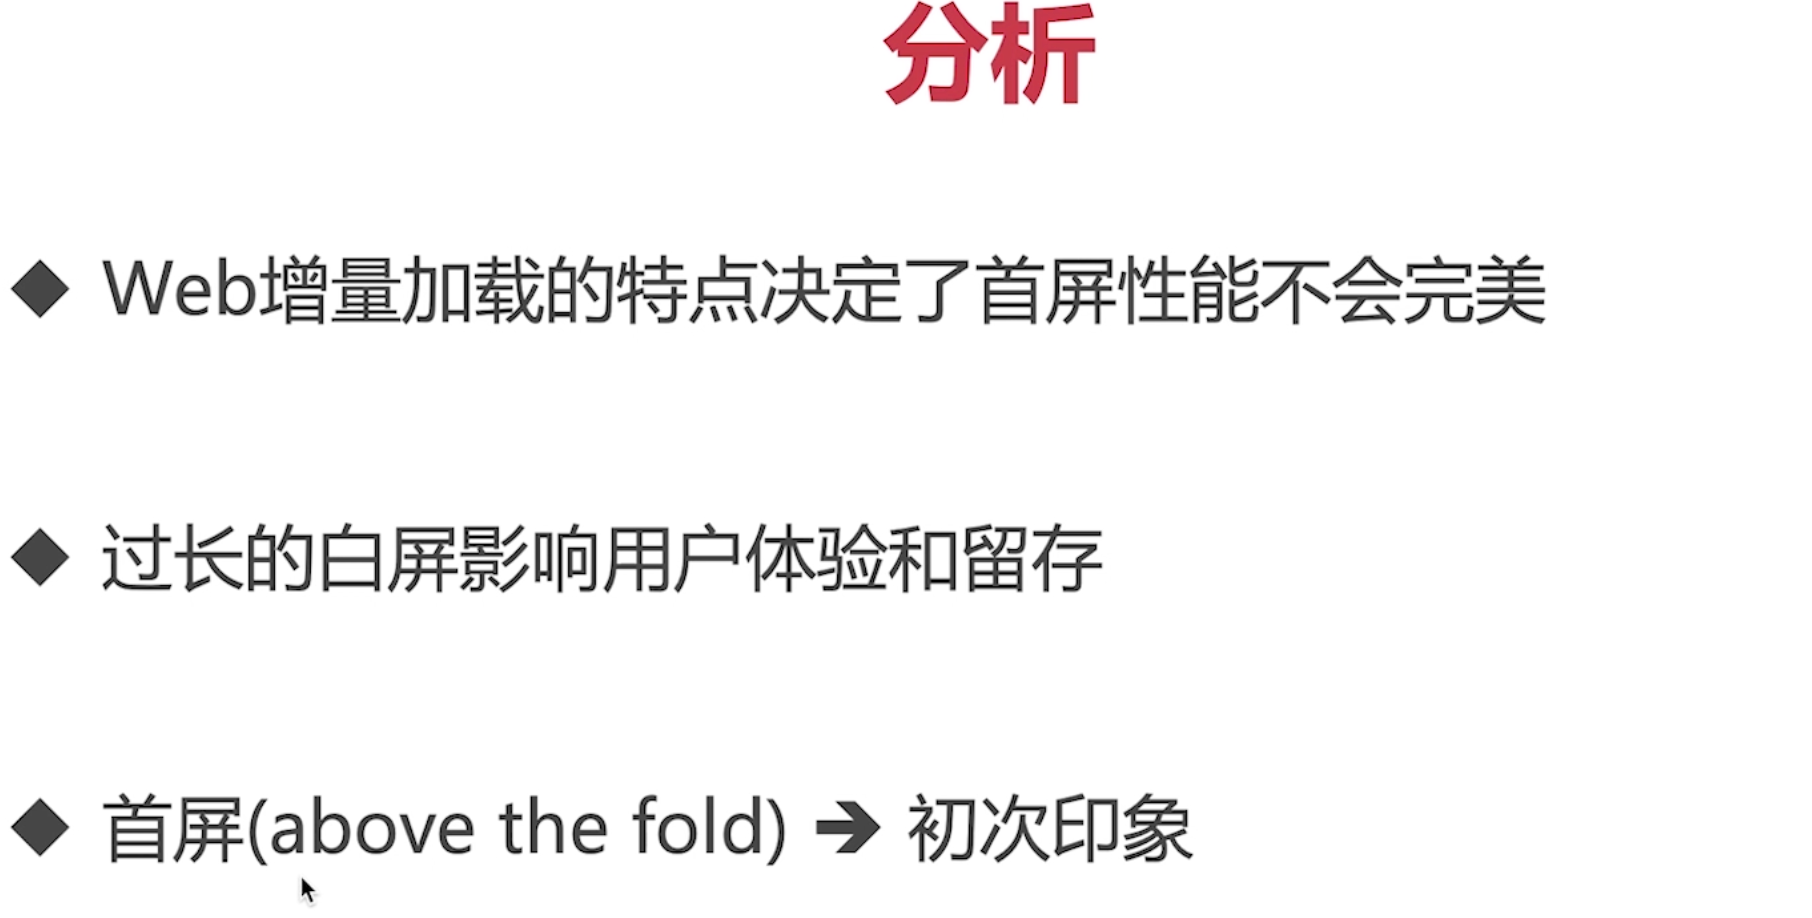 分析
◆ Web增量加载的特点决定了首屏性能不会完美
◆ 过长的白屏影响用户体验和留存
◆ 首屏(above the fold) ➔ 初次印象